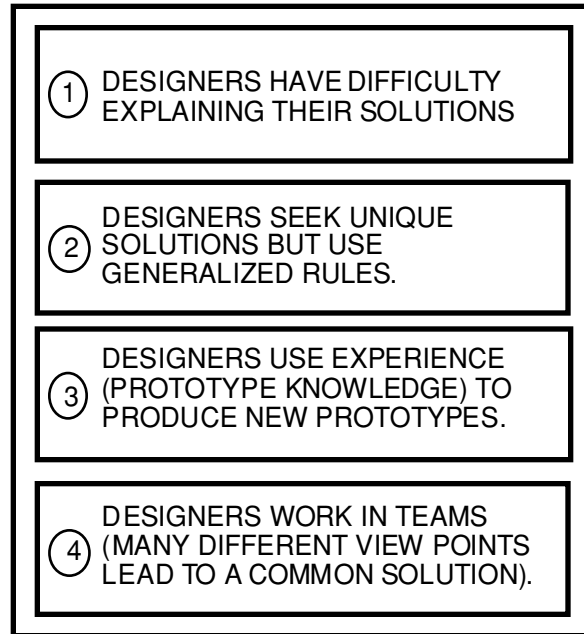 1 DESIGNERS HAVE DIFFICULTY
EXPLAINING THEIR SOLUTIONS
2 DESIGNERS SEEK UNIQUE
SOLUTIONS BUT USE
GENERALIZED RULES.
3 DESIGNERS USE EXPERIENCE
(PROTOTYPE KNOWLEDGE) TO
PRODUCE NEW PROTOTYPES.
4 DESIGNERS WORK IN TEAMS
(MANY DIFFERENT VIEW POINTS
LEAD TO A COMMON SOLUTION).